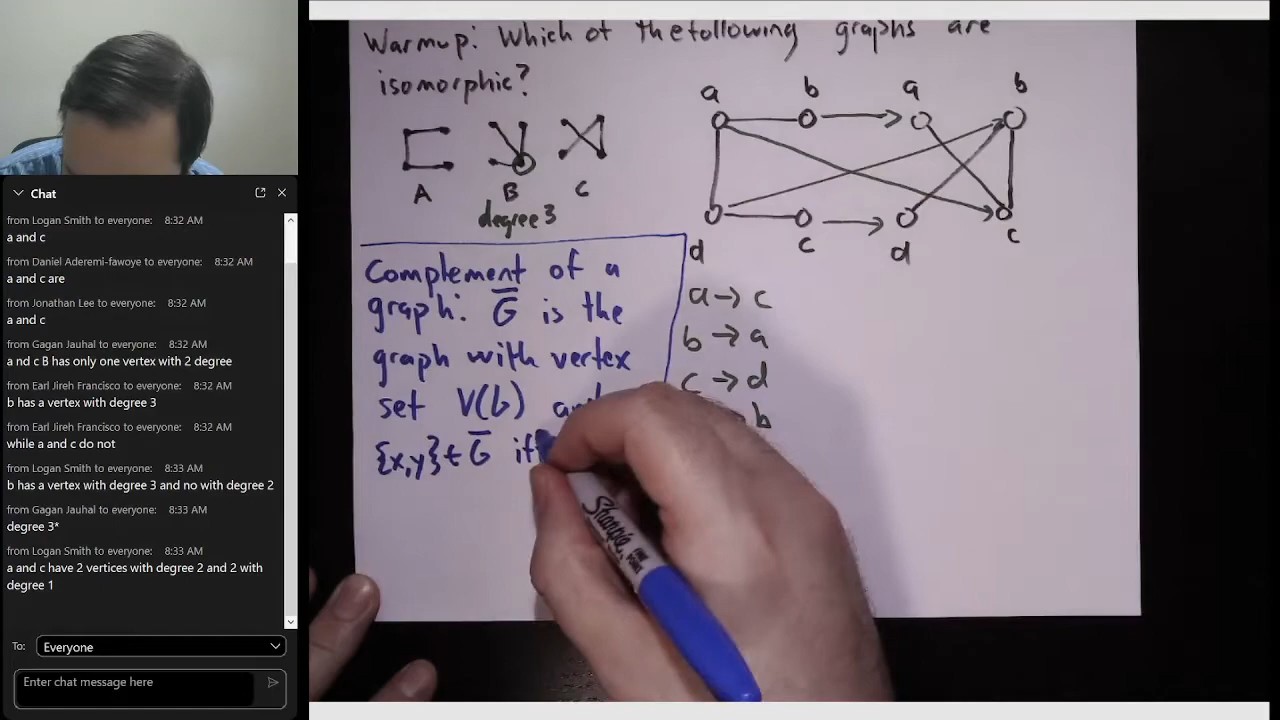 Chat
from Logan Smith to everyone: 8:32 AM
a and c
from Daniel Aderemi-fawoye to everyone: 8:32 AM
a and c are
from Jonathan Lee to everyone: 8:32 AM
a and c
from Gagan Jauhal to everyone: 8:32 AM
a nd c B has only one vertex with 2 degree
from Earl Jireh Francisco to everyone: 8:32 AM
b has a vertex with degree 3
from Earl Jireh Francisco to everyone: 8:32 AM
while a and c do not
from Logan Smith to everyone: 8:33 AM
b has a vertex with degree 3 and no with degree 2
from Gagan Jauhal to everyone: 8:33 AM
degree 3*
from Logan Smith to everyone: 8:33 AM
a and c have 2 vertices with degree 2 and 2 with
degree 1
To: Everyone
Enter chat message here
Warmup: Which of the following graphs are
isomorphic?
A B C
degree 3
a b a b
d c d c
Complement of a
graph: G̅ is the
graph with vertex
set V(G) and
{x,y}∈G̅ iff
a → c
b → a
c → d
b
Sharpie